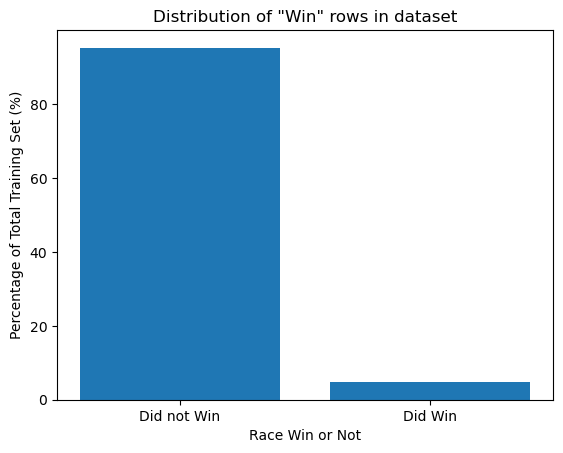 Distribution of "Win" rows in dataset
Percentage of Total Training Set (%)
80
60
40
20
0
Did not Win
Did Win
Race Win or Not